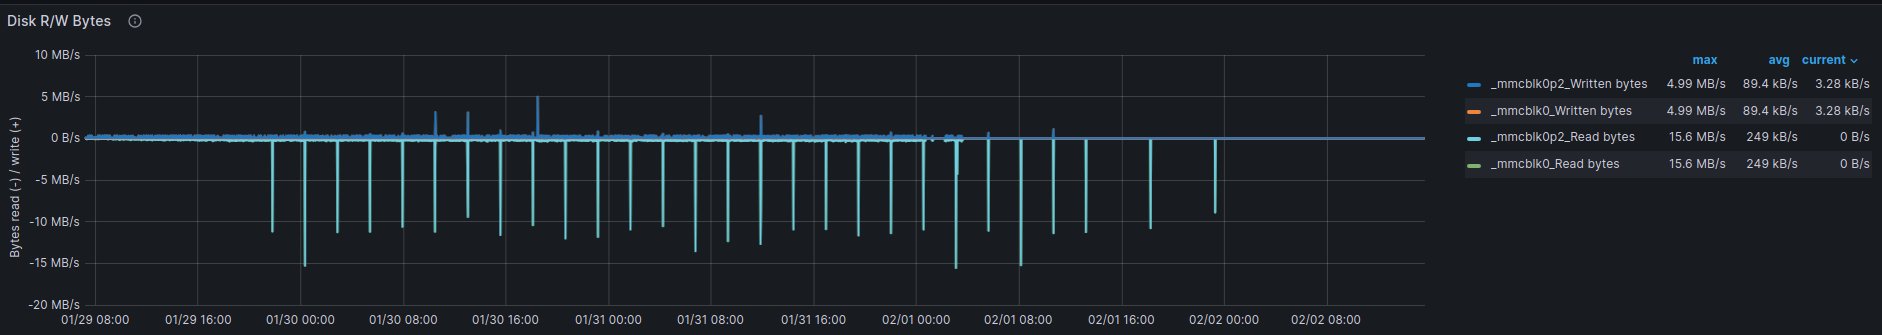 Disk R/W Bytes
Bytes read (-) / write (+)
10 MB/s
5 MB/s
0 B/s
-5 MB/s
-10 MB/s
-15 MB/s
-20 MB/s
01/29 08:00 01/29 16:00 01/30 00:00 01/30 08:00 01/30 16:00 01/31 00:00 01/31 08:00 01/31 16:00 02/01 00:00 02/01 08:00 02/01 16:00 02/02 00:00 02/02 08:00
max avg current
_mmcblk0p2_Written bytes 4.99 MB/s 89.4 kB/s 3.28 kB/s
_mmcblk0_Written bytes 4.99 MB/s 89.4 kB/s 3.28 kB/s
_mmcblk0p2_Read bytes 15.6 MB/s 249 kB/s 0 B/s
_mmcblk0_Read bytes 15.6 MB/s 249 kB/s 0 B/s